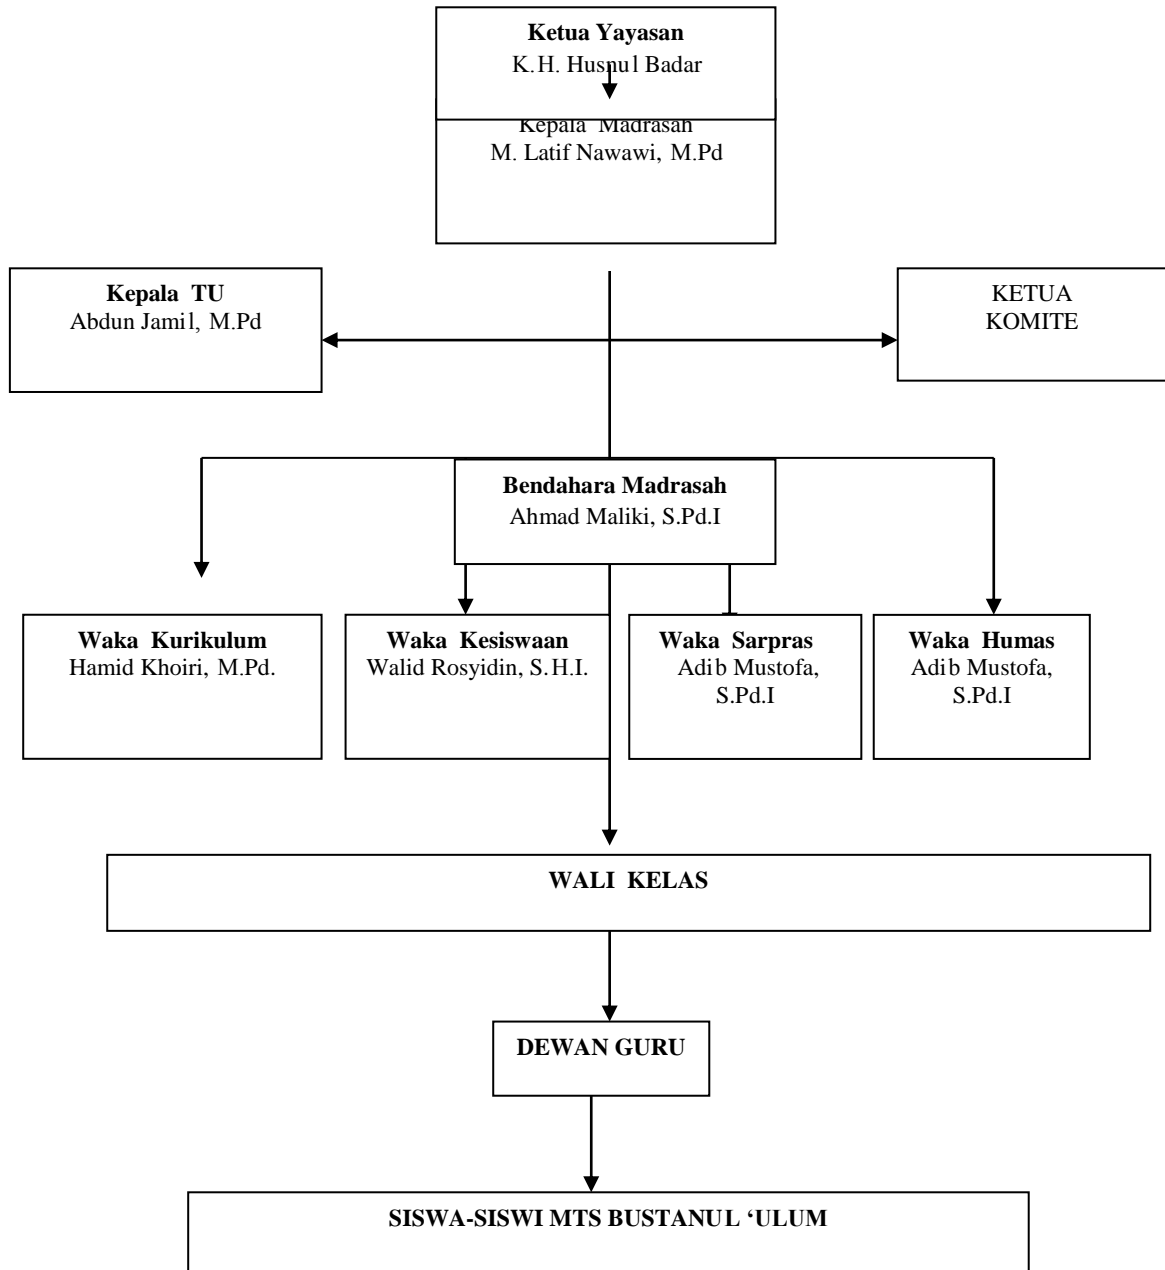 Ketua Yayasan
K.H. Husnul Badar
Kepala Madrasah
M. Latif Nawawi, M.Pd
Kepala TU
Abdun Jamil, M.Pd
KETUA
KOMITE
Bendahara Madrasah
Ahmad Maliki, S.Pd.I
Waka Kurikulum
Hamid Khoiri, M.Pd.
Waka Kesiswaan
Walid Rosyidin, S.H.I.
Waka Sarpras
Adib Mustofa,
S.Pd.I
Waka Humas
Adib Mustofa,
S.Pd.I
WALI KELAS
DEWAN GURU
SISWA-SISWI MTS BUSTANUL ‘ULUM